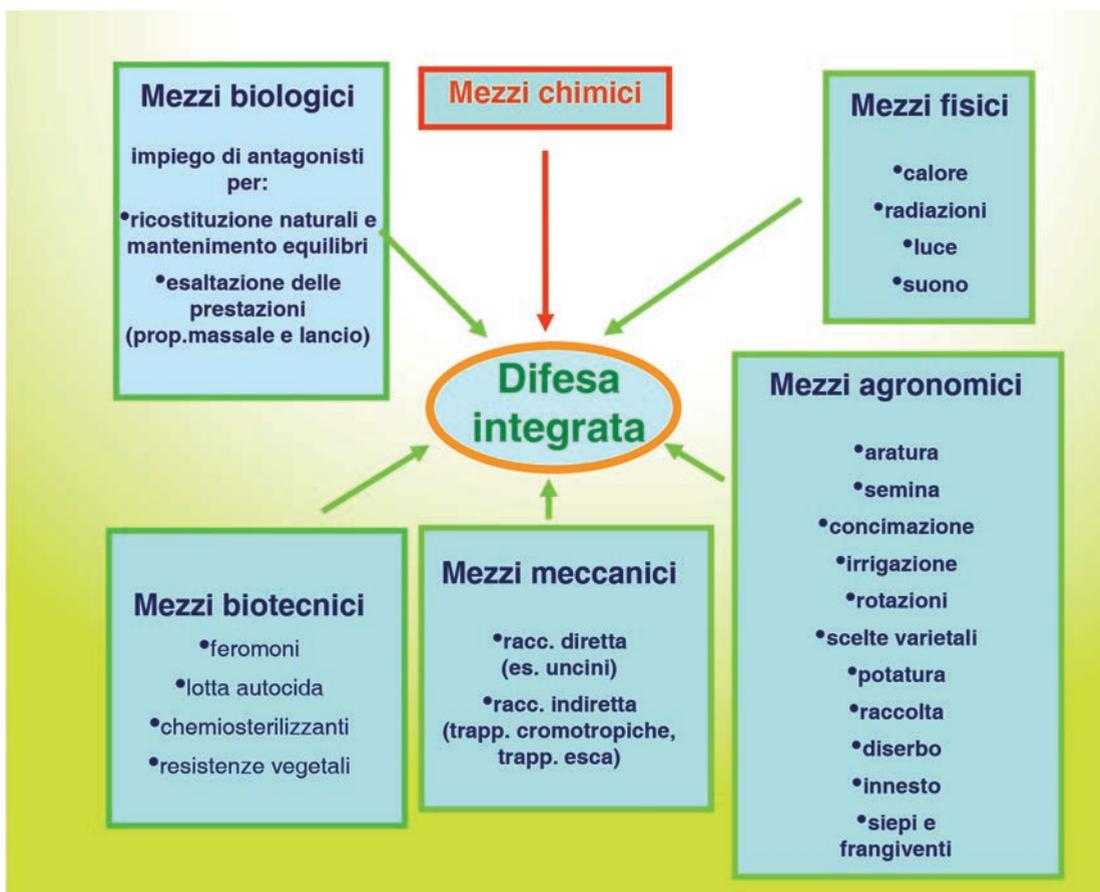 Mezzi biologici
impiego di antagonisti
per:
•ricostituzione naturali e
mantenimento equilibri
•esaltazione delle
prestazioni
(prop.massale e lancio)
Mezzi chimici
Mezzi fisici
•calore
•radiazioni
•luce
•suono
Difesa
integrata
Mezzi agronomici
•aratura
•semina
•concimazione
•irrigazione
•rotazioni
•scelte varietali
•potatura
•raccolta
•diserbo
•innesto
•siepi e
frangiventi
Mezzi biotecnici
•feromoni
•lotta autocida
•chemiosterilizzanti
•resistenze vegetali
Mezzi meccanici
•racc. diretta
(es. uncini)
•racc. indiretta
(trapp. cromotropiche,
trapp. esca)